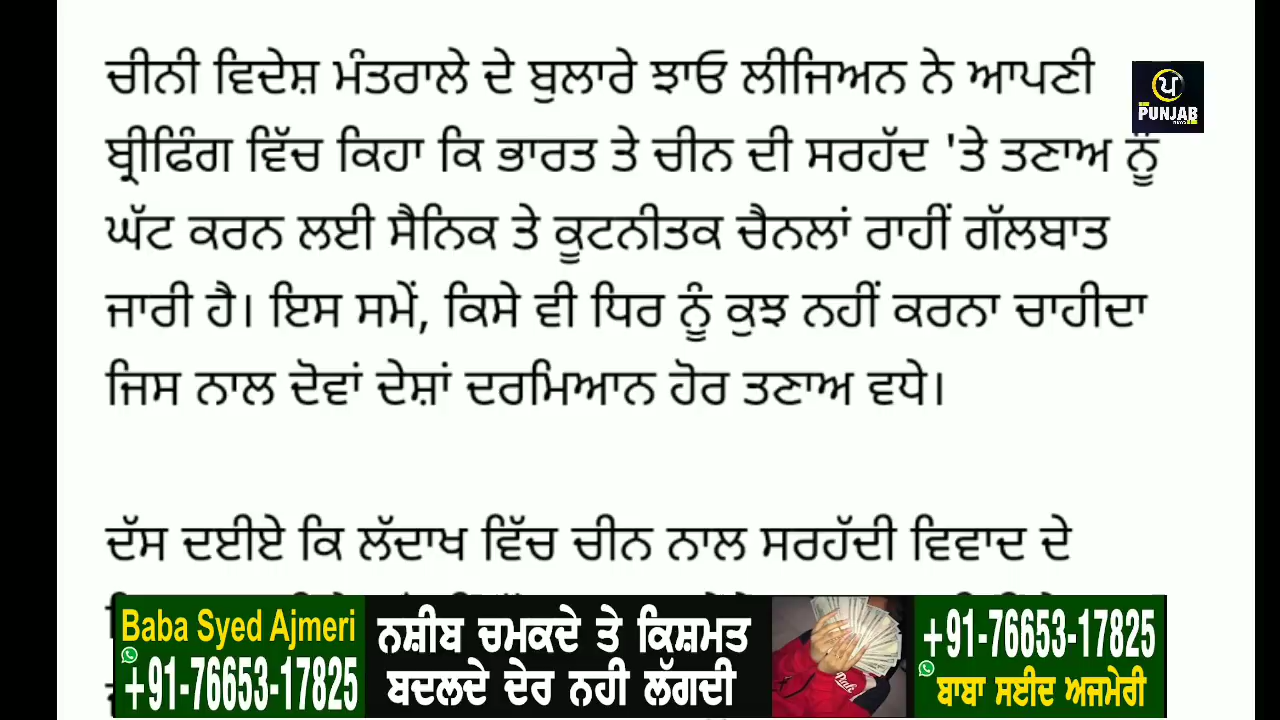 ਚੀਨੀ ਵਿਦੇਸ਼ ਮੰਤਰਾਲੇ ਦੇ ਬੁਲਾਰੇ ਝਾਓ ਲੀਜਿਅਨ ਨੇ ਆਪਣੀ
ਬ੍ਰੀਫਿੰਗ ਵਿੱਚ ਕਿਹਾ ਕਿ ਭਾਰਤ ਤੇ ਚੀਨ ਦੀ ਸਰਹੱਦ 'ਤੇ ਤਣਾਅ ਨੂੰ
ਘੱਟ ਕਰਨ ਲਈ ਸੈਨਿਕ ਤੇ ਕੂਟਨੀਤਕ ਚੈਨਲਾਂ ਰਾਹੀਂ ਗੱਲਬਾਤ
ਜਾਰੀ ਹੈ। ਇਸ ਸਮੇਂ, ਕਿਸੇ ਵੀ ਧਿਰ ਨੂੰ ਕੁਝ ਨਹੀਂ ਕਰਨਾ ਚਾਹੀਦਾ
ਜਿਸ ਨਾਲ ਦੋਵਾਂ ਦੇਸ਼ਾਂ ਦਰਮਿਆਨ ਹੋਰ ਤਣਾਅ ਵਧੇ।
ਦੱਸ ਦਈਏ ਕਿ ਲੱਦਾਖ ਵਿੱਚ ਚੀਨ ਨਾਲ ਸਰਹੱਦੀ ਵਿਵਾਦ ਦੇ
ਪ
PUNJAB
NEWS
Baba Syed Ajmeri
+91-76653-17825
ਨਸ਼ੀਬ ਚਮਕਦੇ ਤੇ ਕਿਸ਼ਮਤ
ਬਦਲਦੇ ਦੇਰ ਨਹੀ ਲੱਗਦੀ
+91-76653-17825
ਬਾਬਾ ਸਈਦ ਅਜਮੇਰੀ